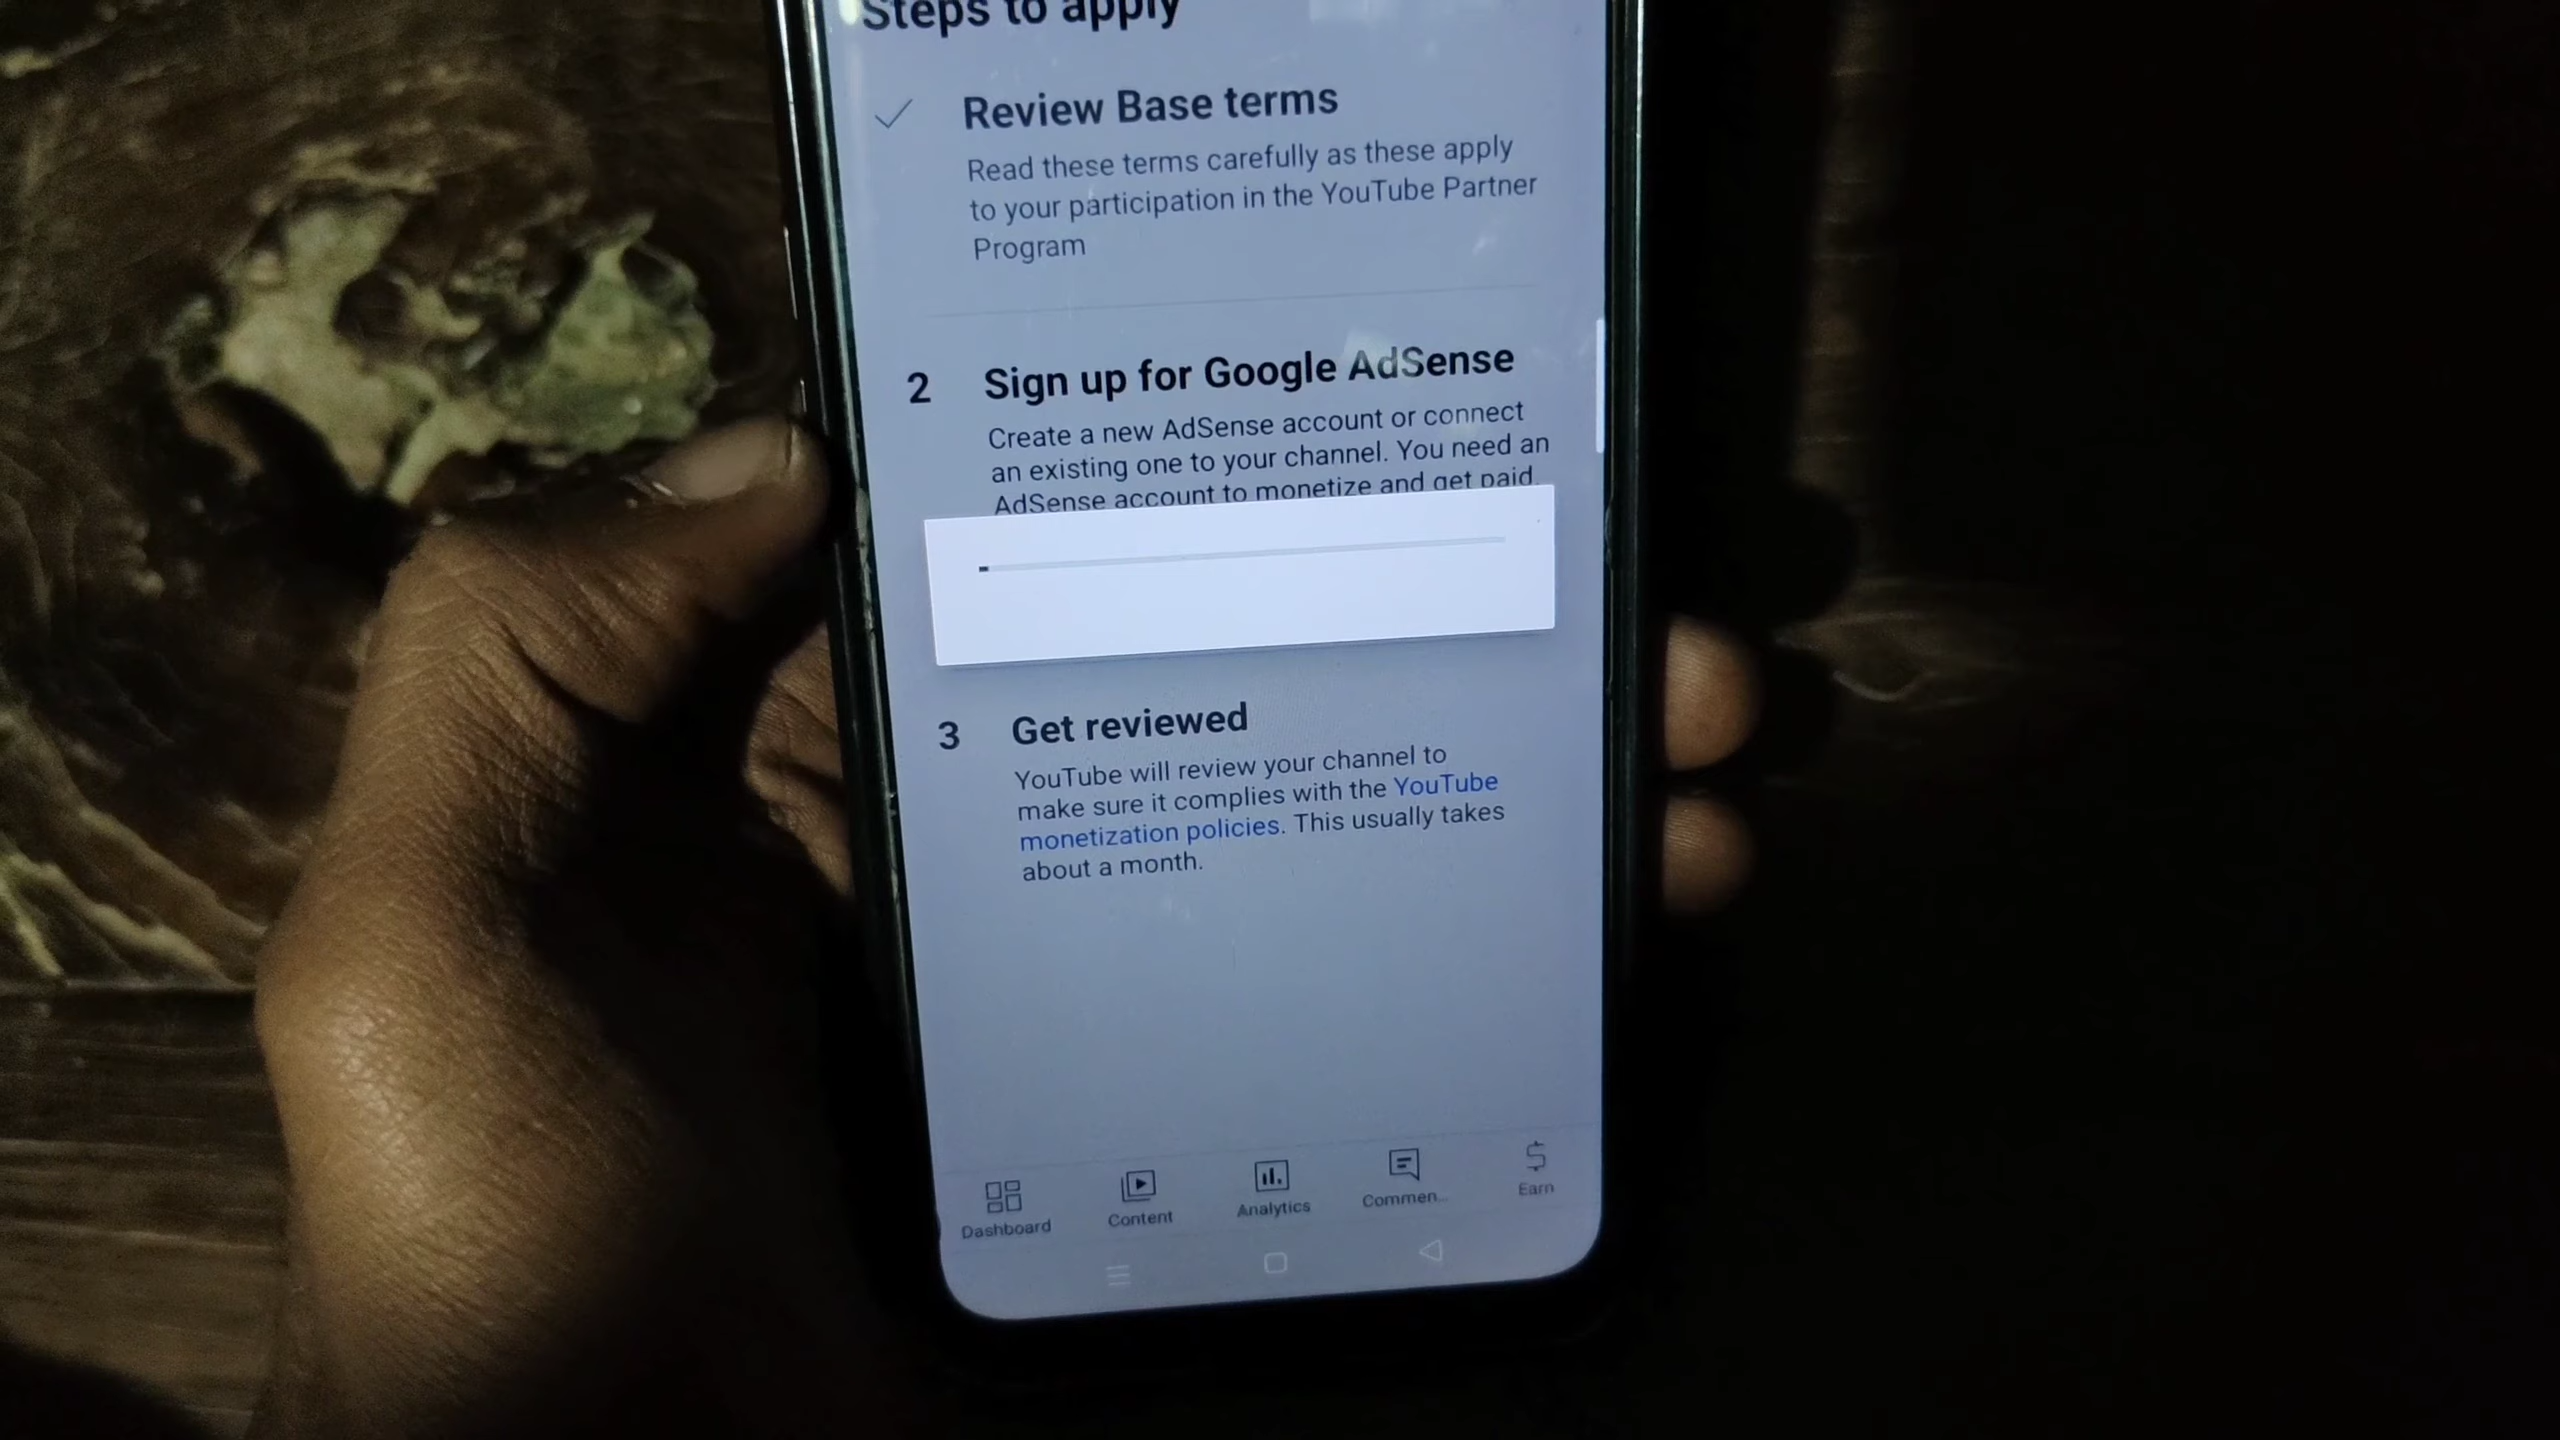 Steps to apply
Review Base terms
Read these terms carefully as these apply
to your participation in the YouTube Partner
Program
2 Sign up for Google AdSense
Create a new AdSense account or connect
an existing one to your channel. You need an
AdSense account to monetize and get paid.
3 Get reviewed
YouTube will review your channel to
make sure it complies with the YouTube
monetization policies. This usually takes
about a month.
Dashboard Content Analytics Commen... Earn